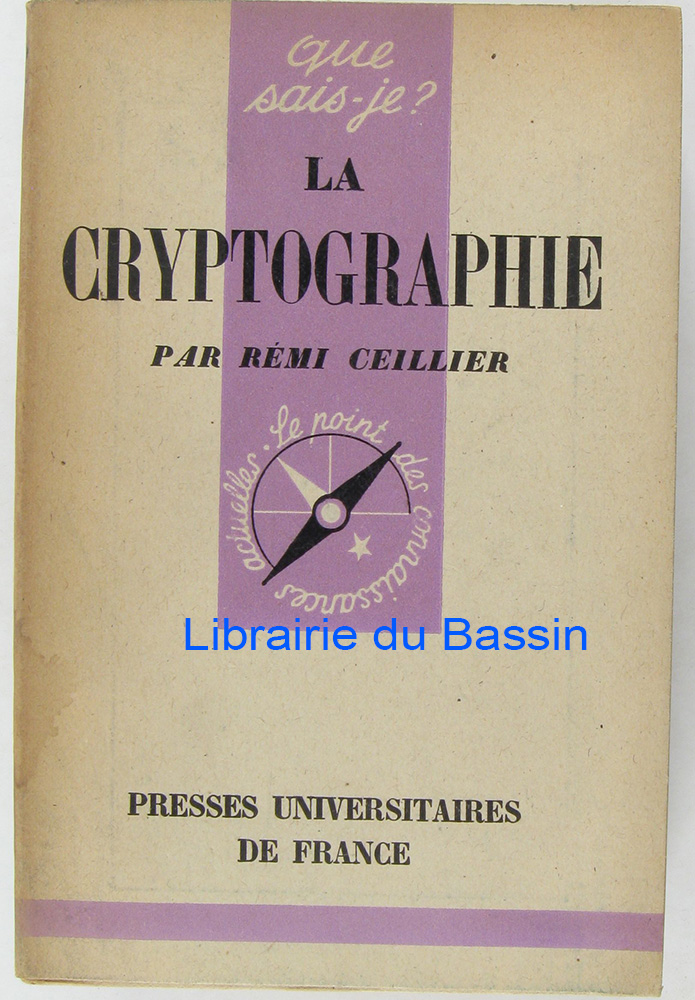 que
sais-je?
LA
CRYPTOGRAPHIE
PAR RÉMI CEILLIER
Le point des connaissances actuelles.
Librairie du Bassin
PRESSES UNIVERSITAIRES
DE FRANCE